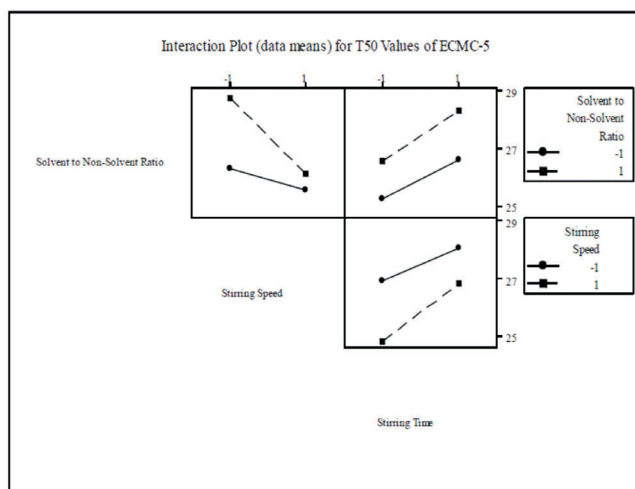 Interaction Plot (data means) for T50 Values of ECMC-5
-1 1 -1 1
29
27
25
Solvent to Non-Solvent Ratio
Solvent to
Non-Solvent
Ratio
-1
1
29
27
25
Stirring Speed
Stirring
Speed
-1
1
Stirring Time